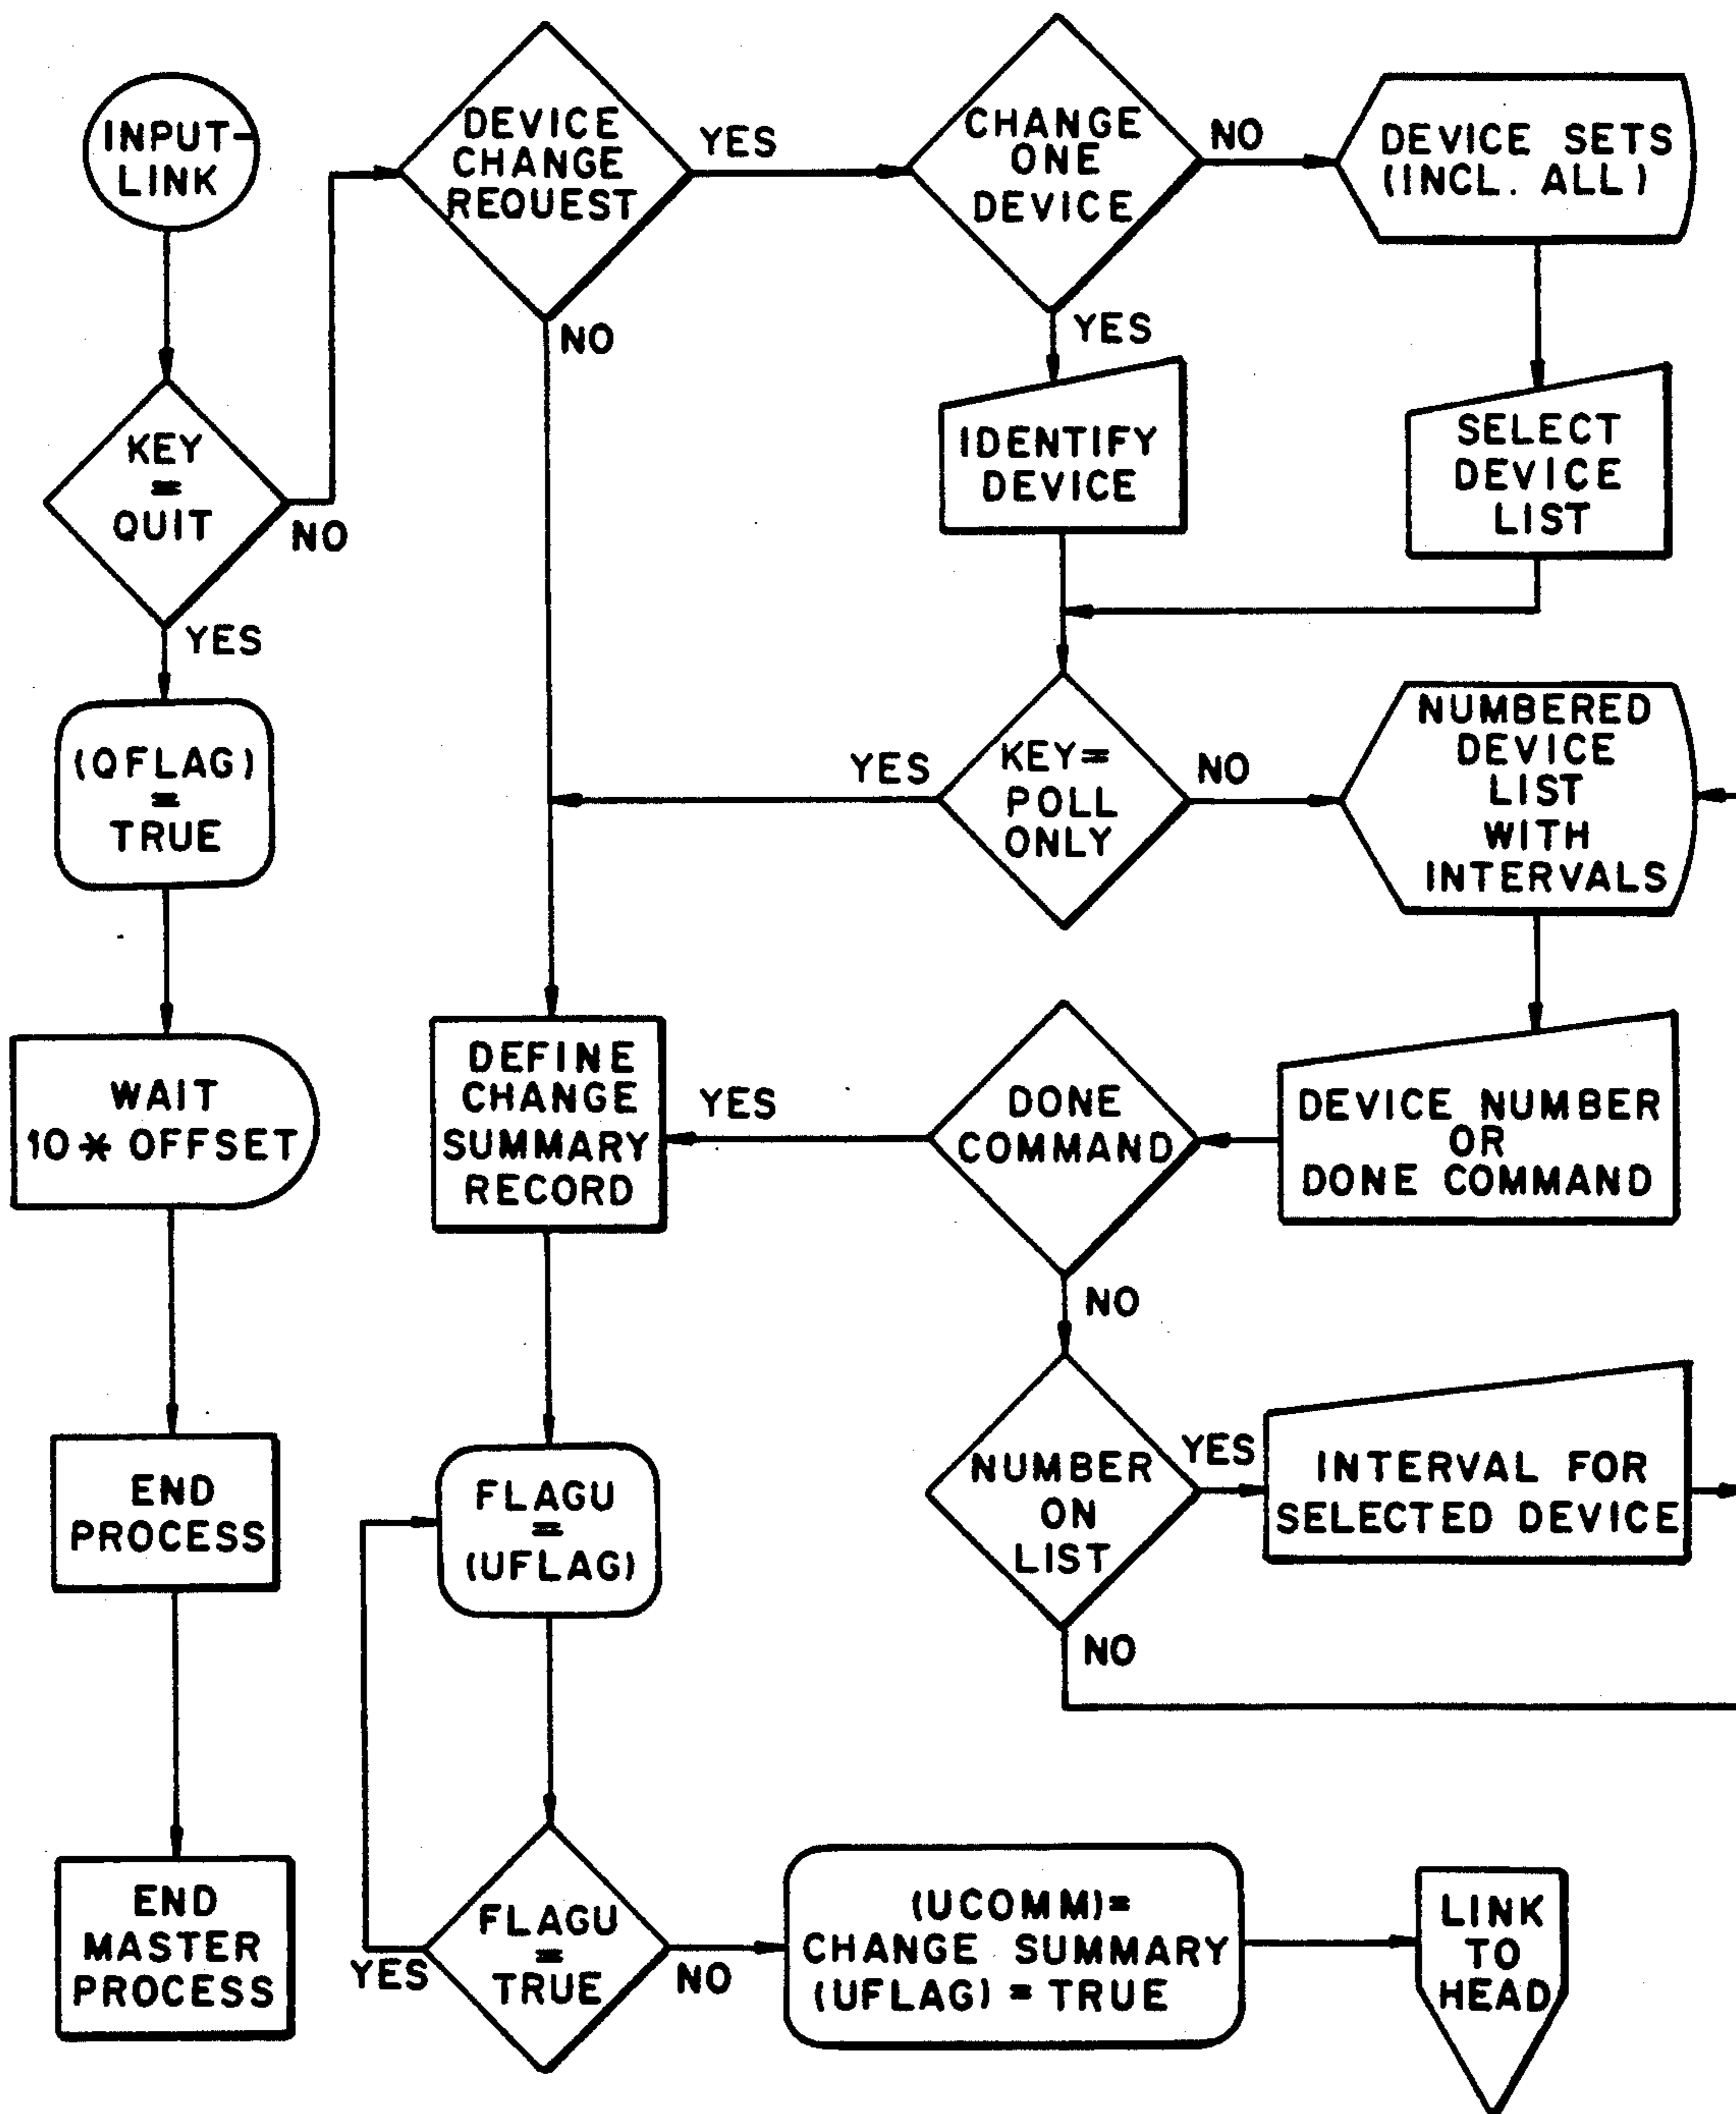 INPUT-
LINK
DEVICE
CHANGE
REQUEST
YES
NO
CHANGE
ONE
DEVICE
NO
YES
DEVICE SETS
(INCL. ALL)
KEY
=
QUIT
NO
YES
IDENTIFY
DEVICE
SELECT
DEVICE
LIST
(QFLAG)
=
TRUE
KEY=
POLL
ONLY
YES
NO
NUMBERED
DEVICE
LIST
WITH
INTERVALS
WAIT
10 * OFFSET
DEFINE
CHANGE
SUMMARY
RECORD
YES
DONE
COMMAND
NO
DEVICE NUMBER
OR
DONE COMMAND
END
PROCESS
FLAGU
=
(UFLAG)
NUMBER
ON
LIST
YES
NO
INTERVAL FOR
SELECTED DEVICE
END
MASTER
PROCESS
FLAGU
=
TRUE
YES
NO
(UCOMM)=
CHANGE SUMMARY
(UFLAG) = TRUE
LINK
TO
HEAD